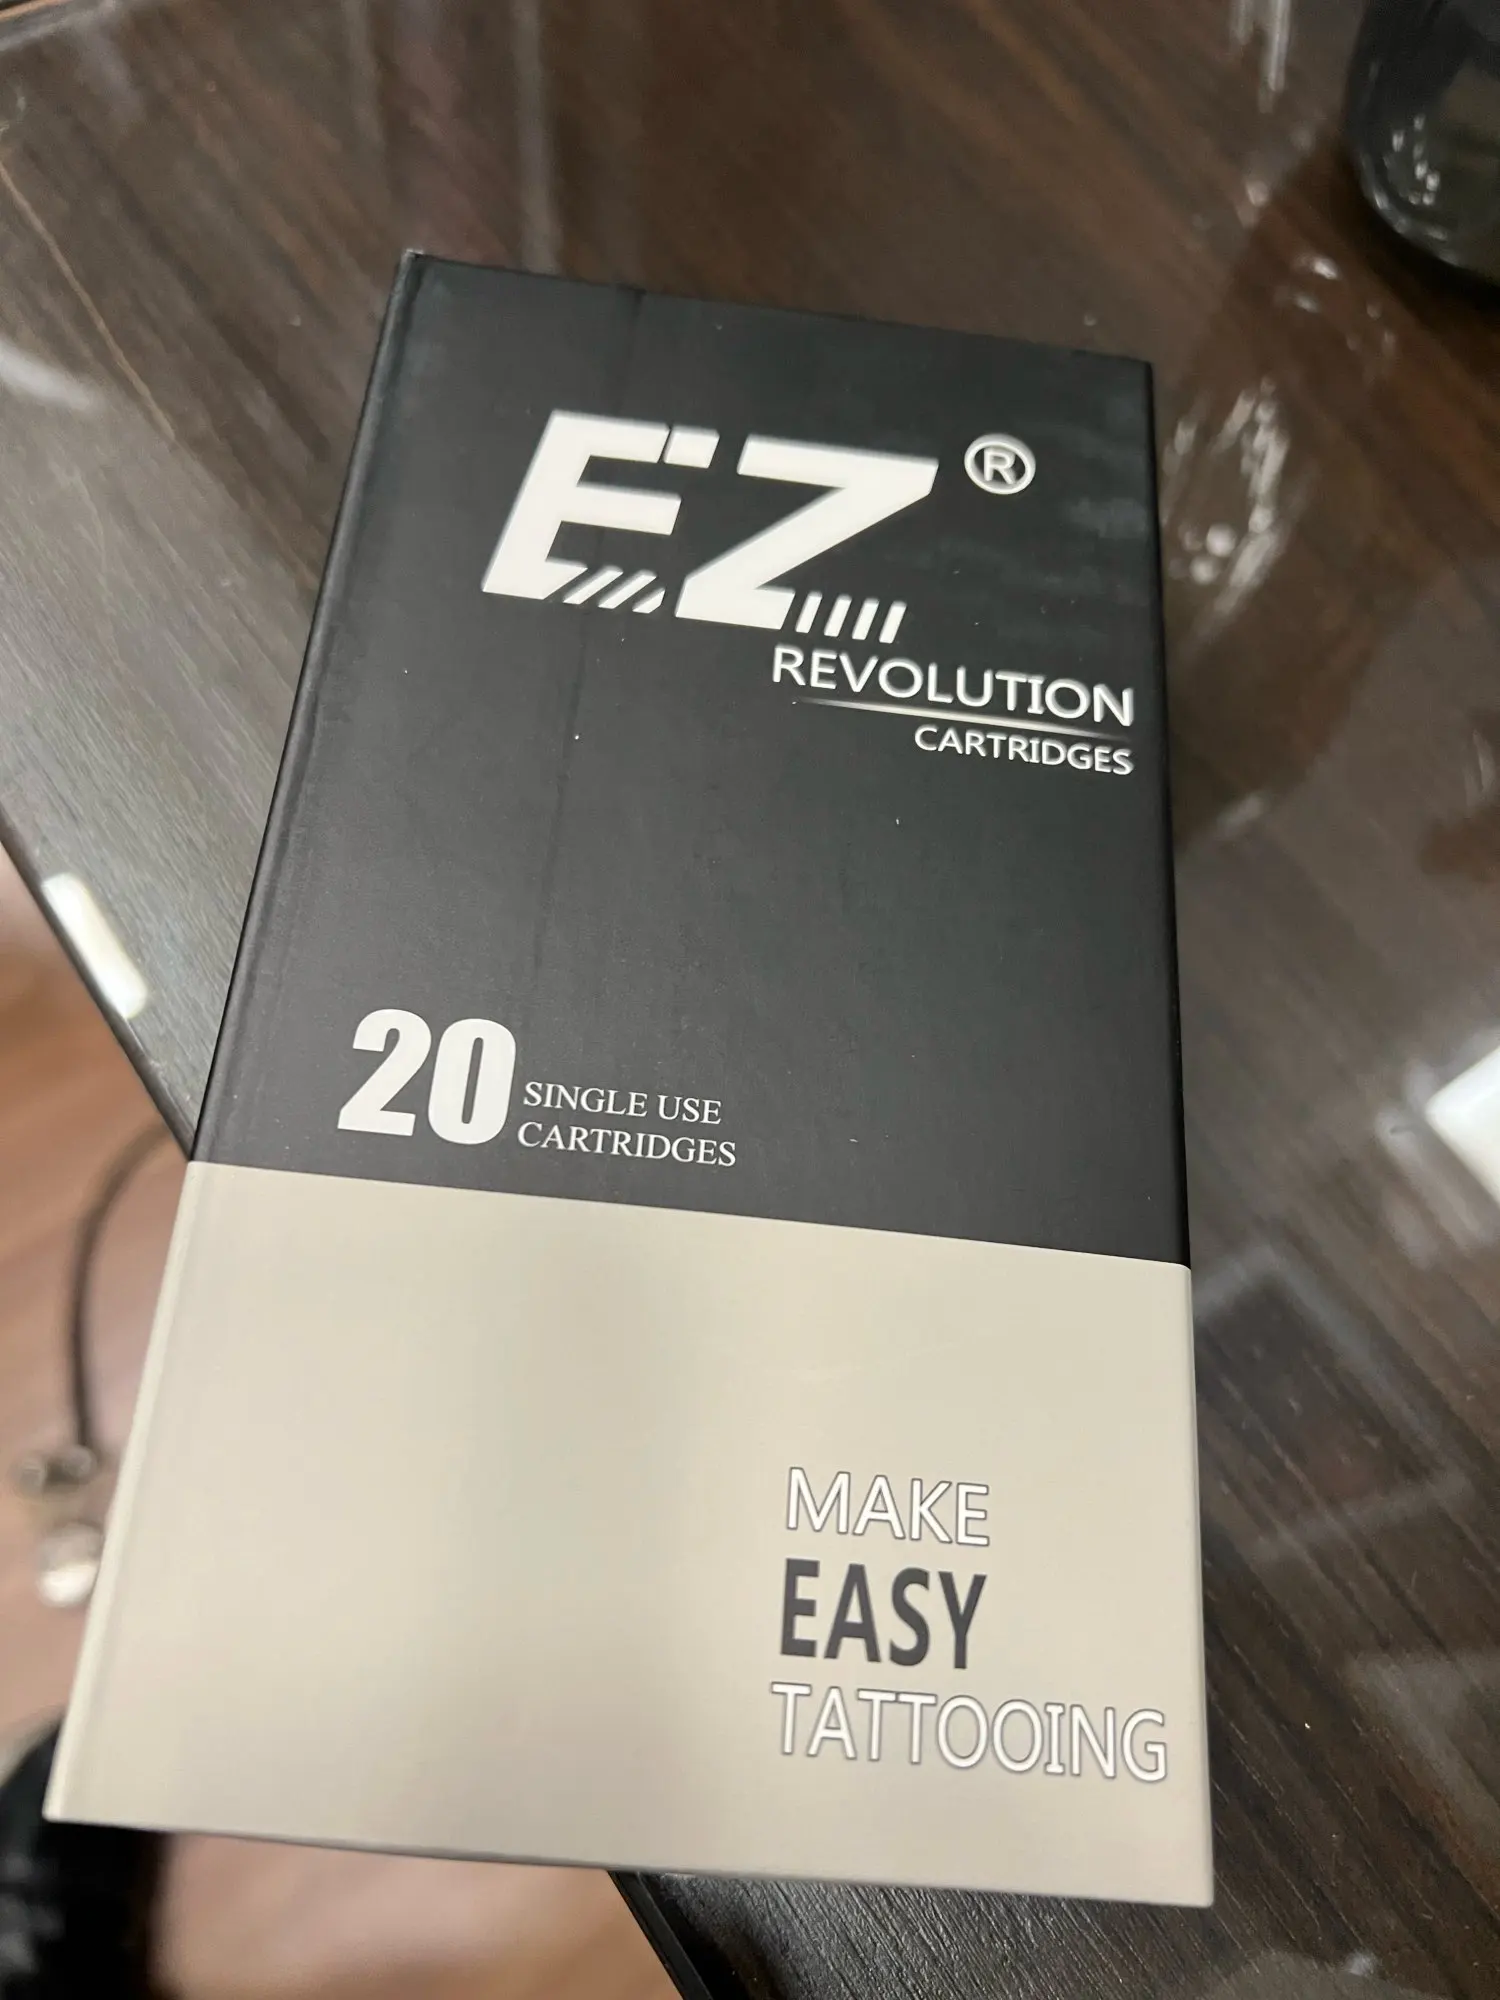 EZ ®
REVOLUTION
CARTRIDGES
20 SINGLE USE
CARTRIDGES
MAKE
EASY
TATTOOING